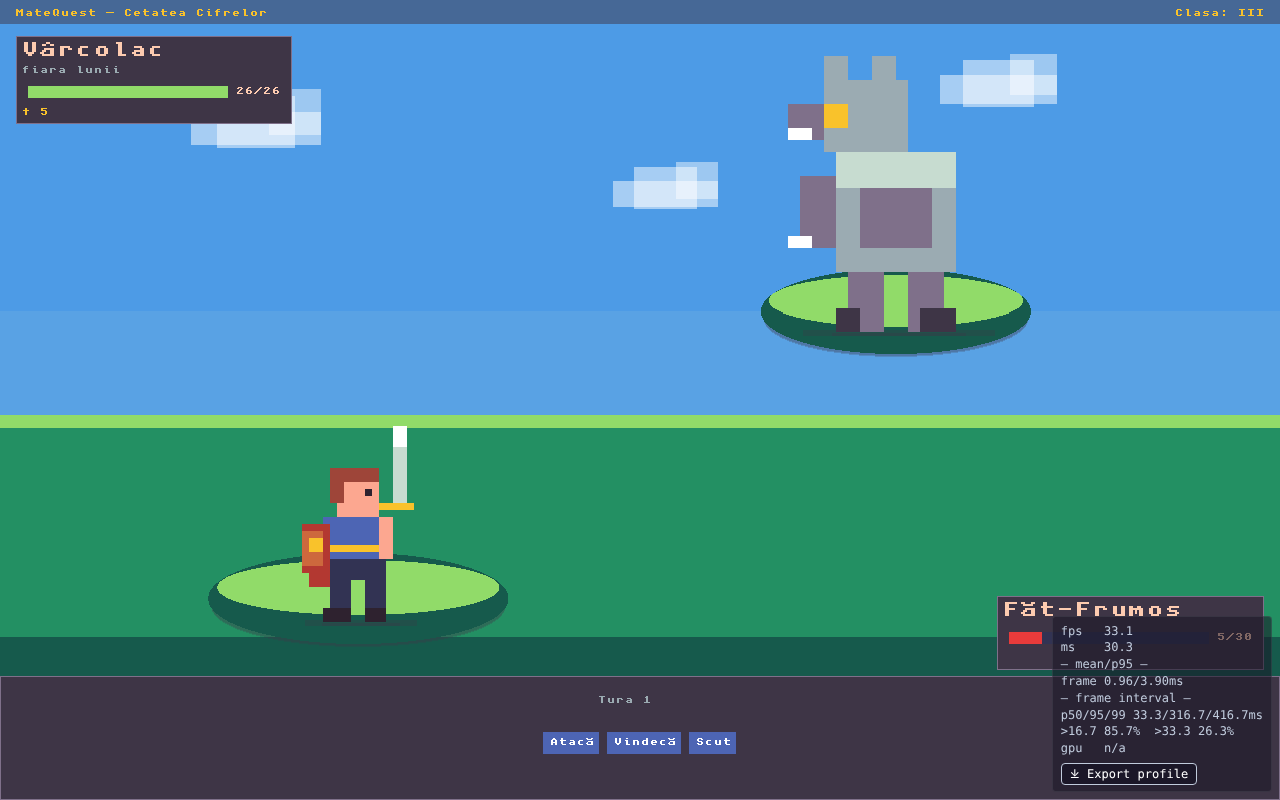 MateQuest — Cetatea Cifrelor
Clasa: III
Vârcolac
fiara lunii
26/26
† 5
Făt-Frumos
5/30
fps 33.1
ms 30.3
— mean/p95 —
frame 0.96/3.90ms
— frame interval —
p50/95/99 33.3/316.7/416.7ms
>16.7 85.7% >33.3 26.3%
gpu n/a
Export profile
Tura 1
Atacă
Vindecă
Scut